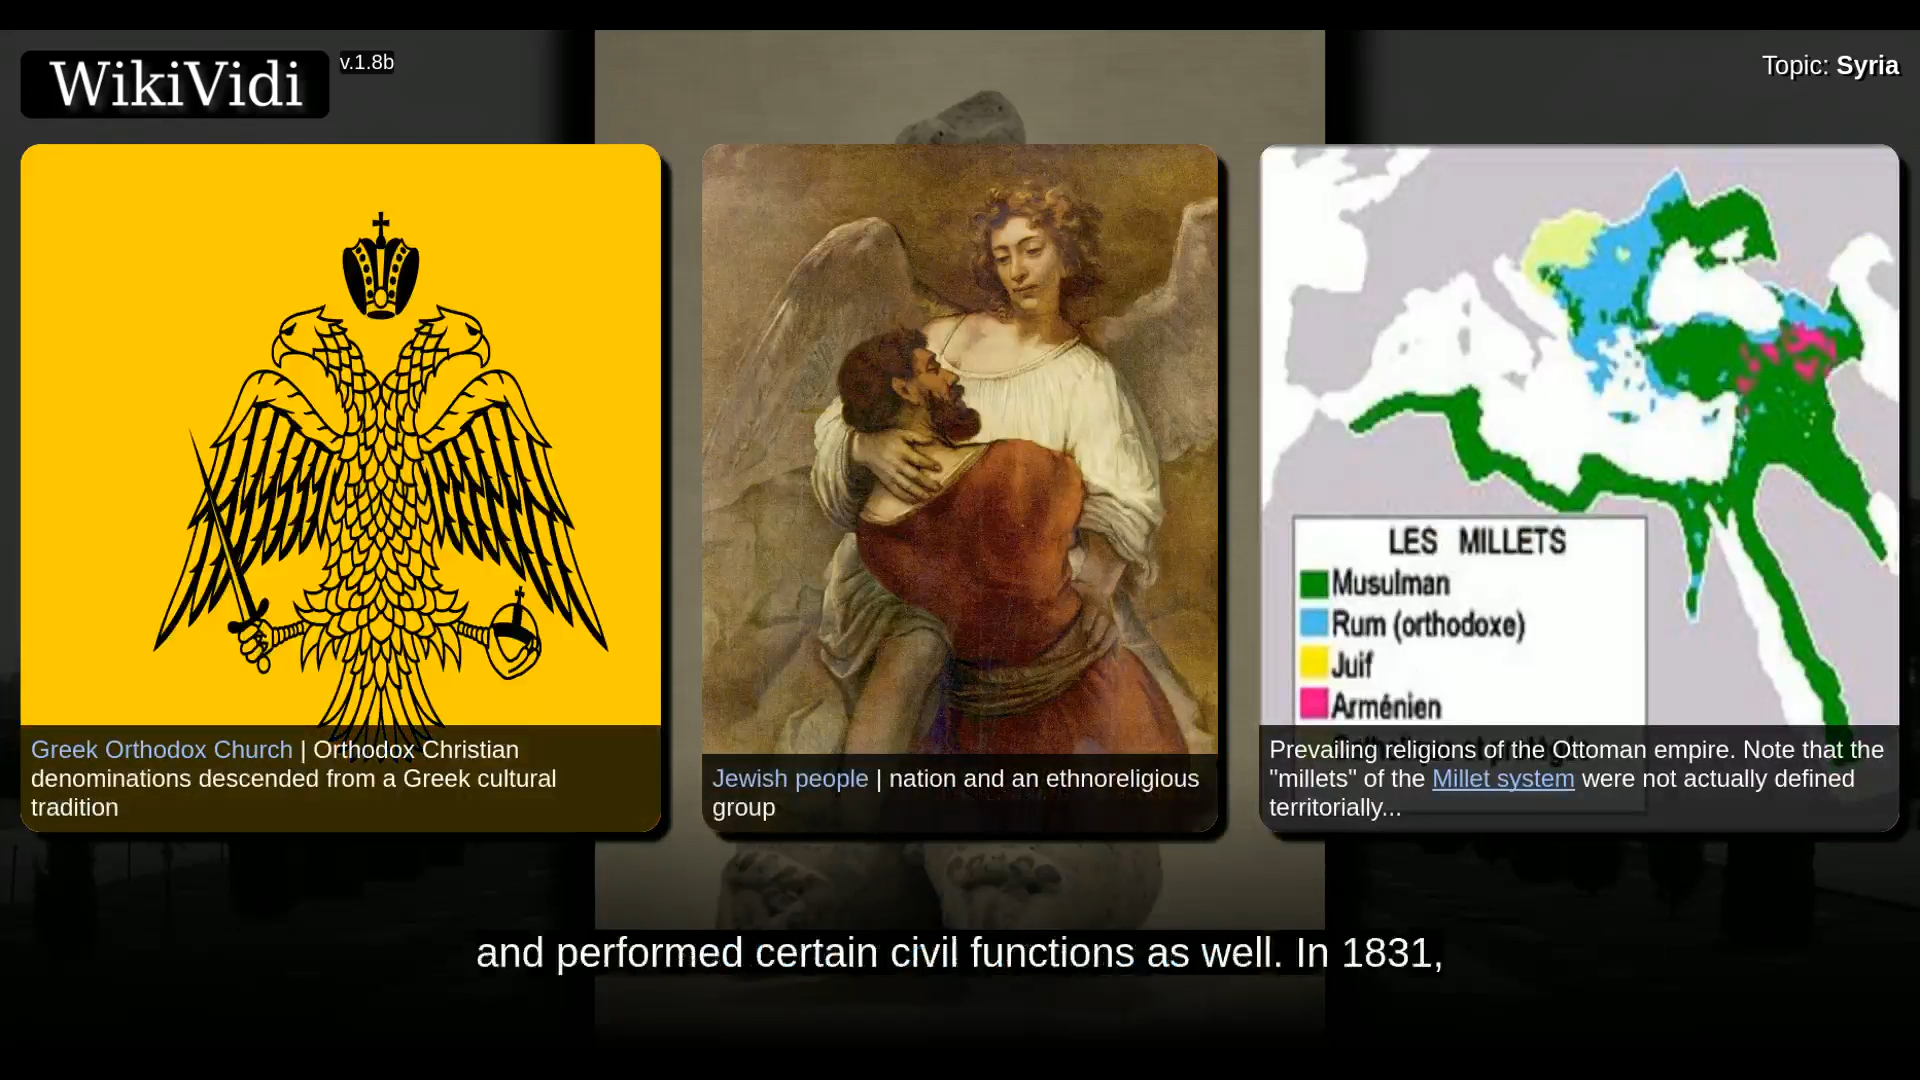 WikiVidi
v.1.8b
Topic: Syria
Greek Orthodox Church | Orthodox Christian
denominations descended from a Greek cultural
tradition
Jewish people | nation and an ethnoreligious
group
LES MILLETS
Musulman
Rum (orthodoxe)
Juif
Arménien
Prevailing religions of the Ottoman empire. Note that the
"millets" of the Millet system were not actually defined
territorially...
and performed certain civil functions as well. In 1831,